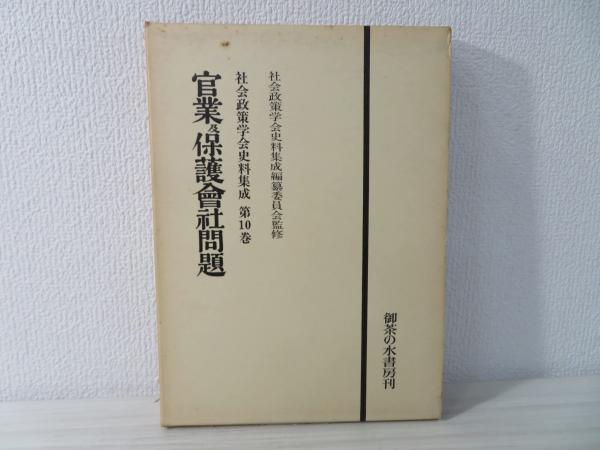 御茶の水書房刊
社会政策学会史料集成編纂委員会監修
社会政策学会史料集成 第10巻
官業及保護會社問題